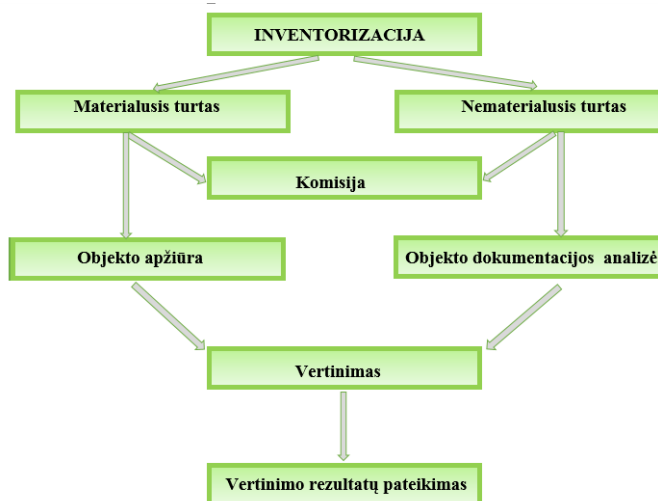 INVENTORIZACIJA
Materialusis turtas
Nematerialusis turtas
Komisija
Objekto apžiūra
Objekto dokumentacijos analizė
Vertinimas
Vertinimo rezultatų pateikimas